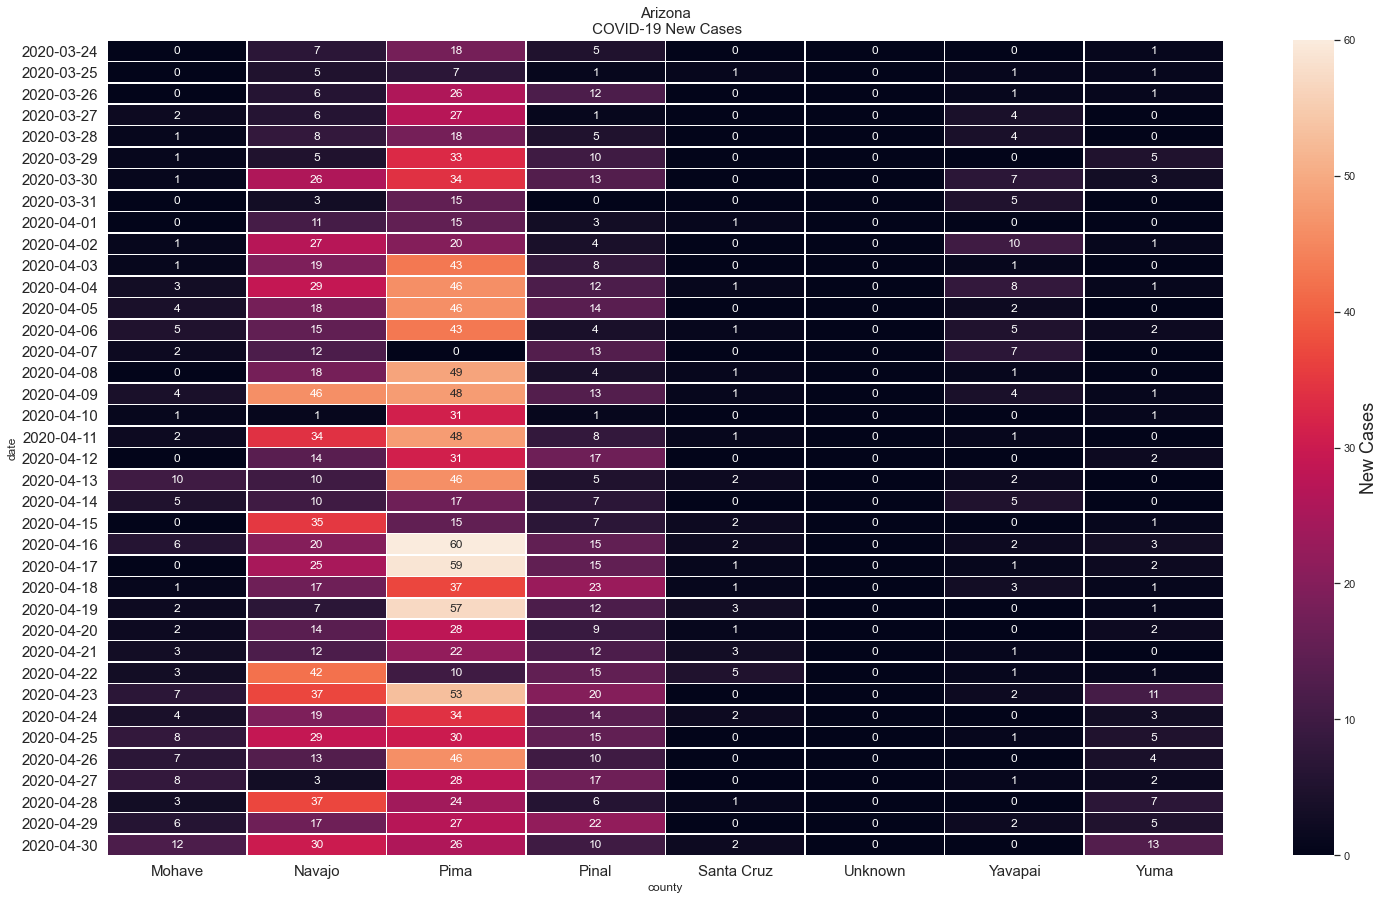 Arizona
COVID-19 New Cases
2020-03-24 0 7 18 5 0 0 0 1
2020-03-25 0 5 7 1 1 0 1 1
2020-03-26 0 6 26 12 0 0 1 1
2020-03-27 2 6 27 1 0 0 4 0
2020-03-28 1 8 18 5 0 0 4 0
2020-03-29 1 5 33 10 0 0 0 5
2020-03-30 1 26 34 13 0 0 7 3
2020-03-31 0 3 15 0 0 0 5 0
2020-04-01 0 11 15 3 1 0 0 0
2020-04-02 1 27 20 4 0 0 10 1
2020-04-03 1 19 43 8 0 0 1 0
2020-04-04 3 29 46 12 1 0 8 1
2020-04-05 4 18 46 14 0 0 2 0
2020-04-06 5 15 43 4 1 0 5 2
2020-04-07 2 12 0 13 0 0 7 0
2020-04-08 0 18 49 4 1 0 1 0
2020-04-09 4 46 48 13 1 0 4 1
2020-04-10 1 1 31 1 0 0 0 1
2020-04-11 2 34 48 8 1 0 1 0
2020-04-12 0 14 31 17 0 0 0 2
2020-04-13 10 10 46 5 2 0 2 0
2020-04-14 5 10 17 7 0 0 5 0
2020-04-15 0 35 15 7 2 0 0 1
2020-04-16 6 20 60 15 2 0 2 3
2020-04-17 0 25 59 15 1 0 1 2
2020-04-18 1 17 37 23 1 0 3 1
2020-04-19 2 7 57 12 3 0 0 1
2020-04-20 2 14 28 9 1 0 0 2
2020-04-21 3 12 22 12 3 0 1 0
2020-04-22 3 42 10 15 5 0 1 1
2020-04-23 7 37 53 20 0 0 2 11
2020-04-24 4 19 34 14 2 0 0 3
2020-04-25 8 29 30 15 0 0 1 5
2020-04-26 7 13 46 10 0 0 0 4
2020-04-27 8 3 28 17 0 0 1 2
2020-04-28 3 37 24 6 1 0 0 7
2020-04-29 6 17 27 22 0 0 2 5
2020-04-30 12 30 26 10 2 0 0 13
Mohave Navajo Pima Pinal Santa Cruz Unknown Yavapai Yuma
county
date
60
50
40
30
20
10
0
New Cases